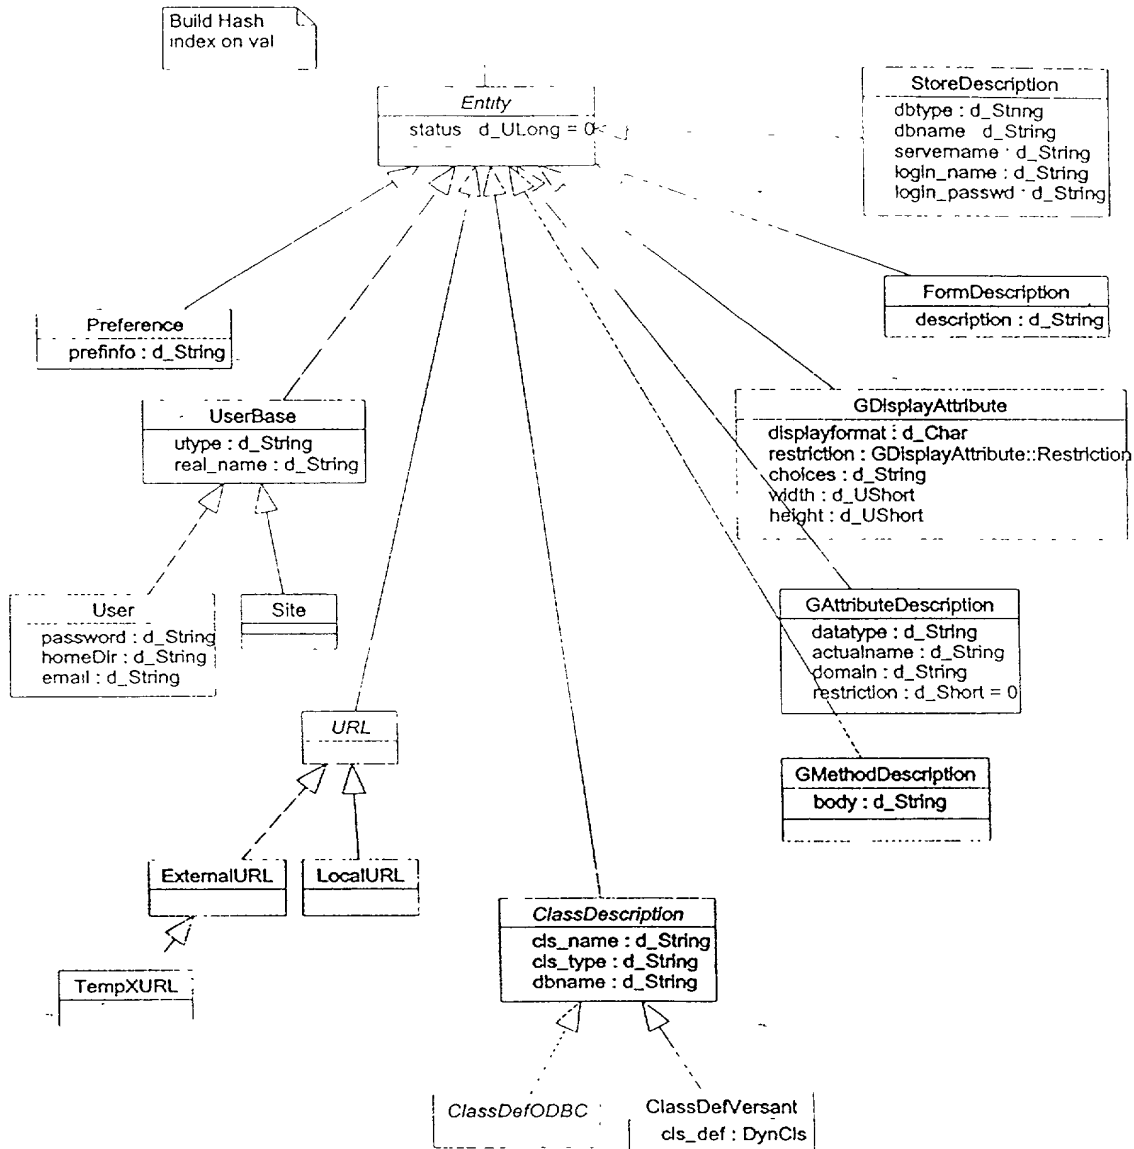 Build Hash
index on val
Entity
status d_ULong = 0
StoreDescription
dbtype : d_String
dbname d_String
servername : d_String
login_name : d_String
login_passwd : d_String
FormDescription
description : d_String
Preference
prefinfo : d_String
UserBase
utype : d_String
real_name : d_String
GDisplayAttribute
displayformat : d_Char
restriction : GDisplayAttribute::Restriction
choices : d_String
width : d_UShort
height : d_UShort
User
password : d_String
homeDir : d_String
email : d_String
Site
GAttributeDescription
datatype : d_String
actualname : d_String
domain : d_String
restriction : d_Short = 0
URL
GMethodDescription
body : d_String
ExternalURL
LocalURL
ClassDescription
cls_name : d_String
cls_type : d_String
dbname : d_String
TempXURL
ClassDefODBC
ClassDefVersant
cls_def : DynCls